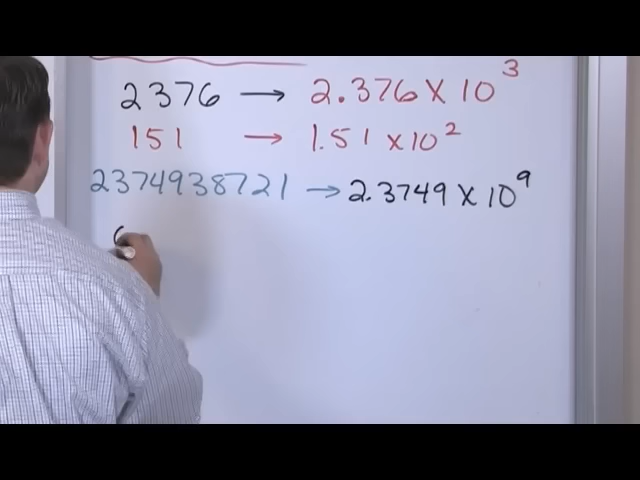 2376 → 2.376 X 10³
151 → 1.51 x 10²
2374938721 → 2.3749 x 10⁹